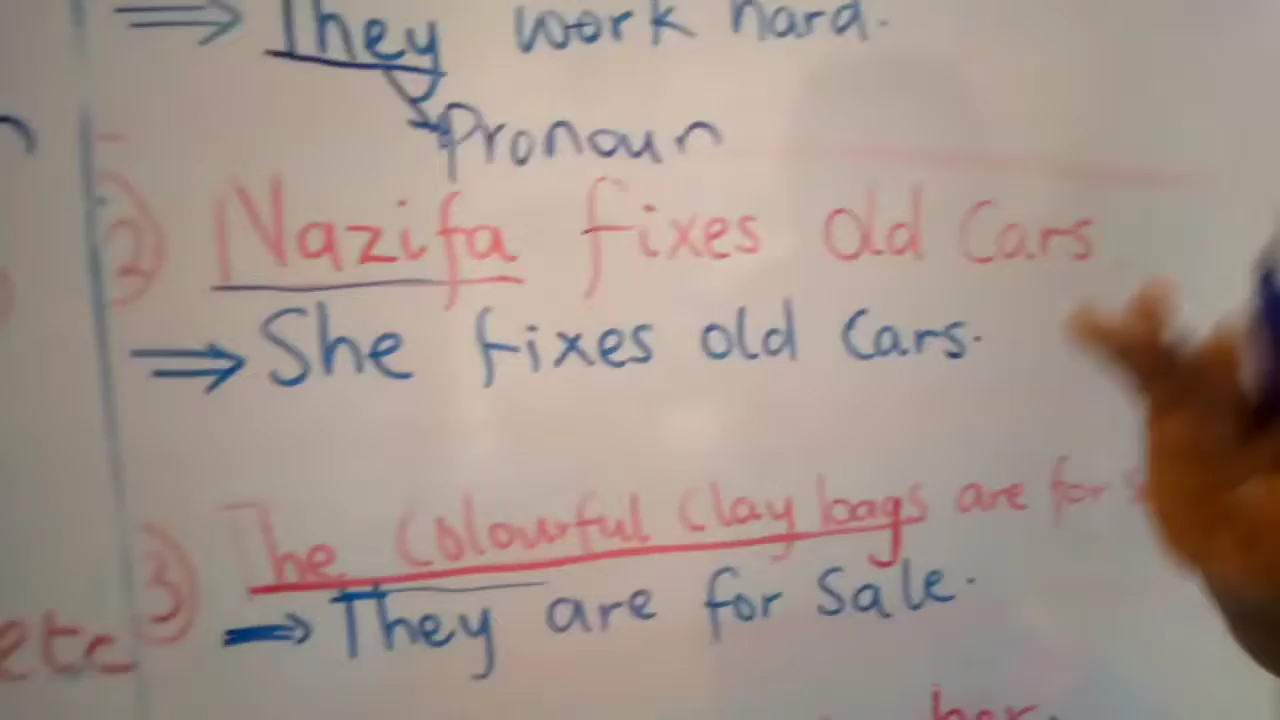 ⇒ They work hard.
Pronoun
② Nazifa fixes old Cars
⇒ She fixes old Cars.
③ The Colourful Clay bags are for
→ They are for Sale.
etc
her.